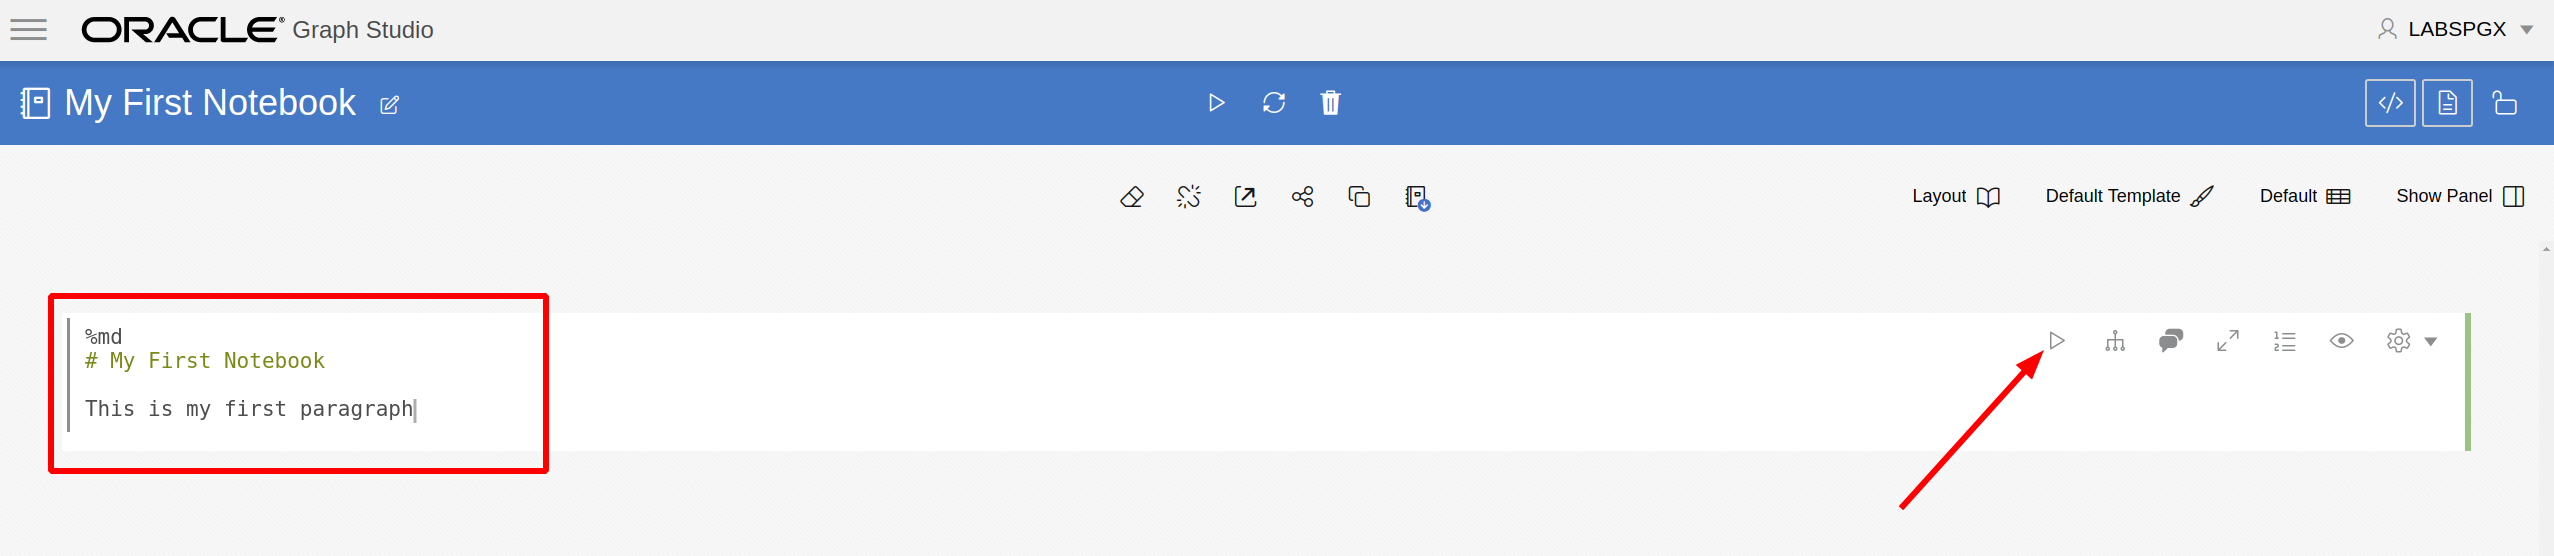 ORACLE® Graph Studio
LABSPGX
My First Notebook
Layout
Default Template
Default
Show Panel
%md
# My First Notebook
This is my first paragraph